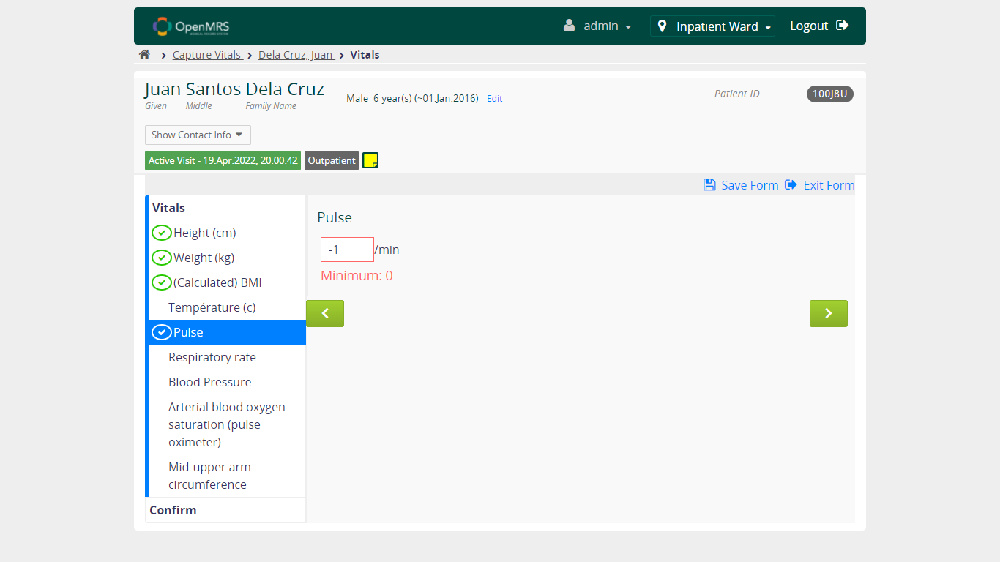 OpenMRS
admin
Inpatient Ward
Logout
Capture Vitals
Dela Cruz, Juan
Vitals
Juan Santos Dela Cruz
Given Middle Family Name
Male 6 year(s) (~01.Jan.2016) Edit
Patient ID 100J8U
Show Contact Info
Active Visit - 19.Apr.2022, 20:00:42 Outpatient
Save Form Exit Form
Vitals
Height (cm)
Weight (kg)
(Calculated) BMI
Température (c)
Pulse
Respiratory rate
Blood Pressure
Arterial blood oxygen
saturation (pulse
oximeter)
Mid-upper arm
circumference
Confirm
Pulse
-1 /min
Minimum: 0